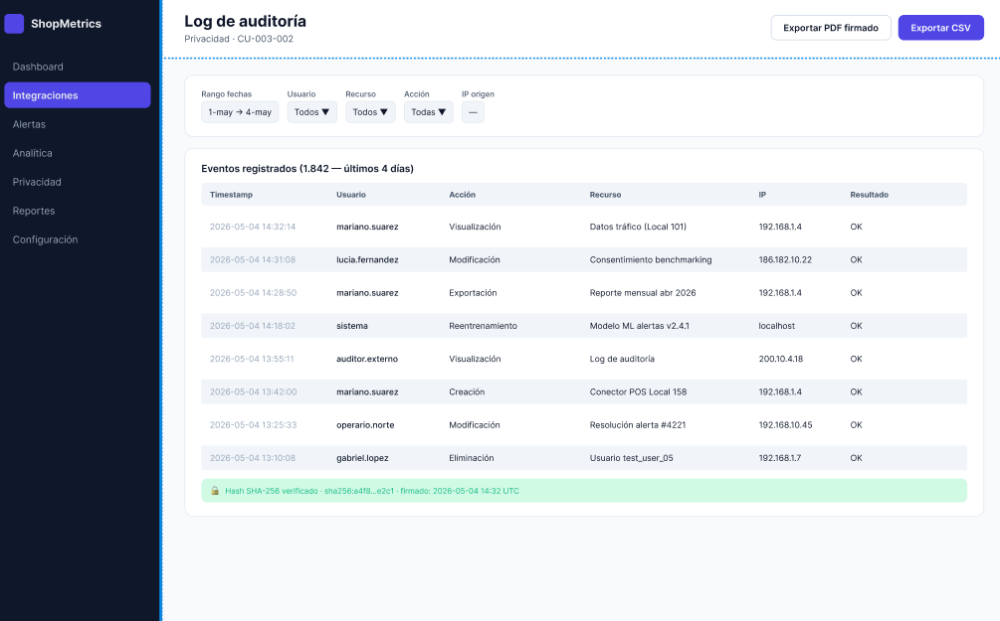 ShopMetrics
Dashboard
Integraciones
Alertas
Analítica
Privacidad
Reportes
Configuración
Log de auditoría
Privacidad · CU-003-002
Exportar PDF firmado
Exportar CSV
Rango fechas Usuario Recurso Acción IP origen
1-may → 4-may Todos ▼ Todos ▼ Todas ▼ —
Eventos registrados (1.842 — últimos 4 días)
Timestamp Usuario Acción Recurso IP Resultado
2026-05-04 14:32:14 mariano.suarez Visualización Datos tráfico (Local 101) 192.168.1.4 OK
2026-05-04 14:31:08 lucia.fernandez Modificación Consentimiento benchmarking 186.182.10.22 OK
2026-05-04 14:28:50 mariano.suarez Exportación Reporte mensual abr 2026 192.168.1.4 OK
2026-05-04 14:18:02 sistema Reentrenamiento Modelo ML alertas v2.4.1 localhost OK
2026-05-04 13:55:11 auditor.externo Visualización Log de auditoría 200.10.4.18 OK
2026-05-04 13:42:00 mariano.suarez Creación Conector POS Local 158 192.168.1.4 OK
2026-05-04 13:25:33 operario.norte Modificación Resolución alerta #4221 192.168.10.45 OK
2026-05-04 13:10:08 gabriel.lopez Eliminación Usuario test_user_05 192.168.1.7 OK
🔒 Hash SHA-256 verificado · sha256:a4f8...e2c1 · firmado: 2026-05-04 14:32 UTC